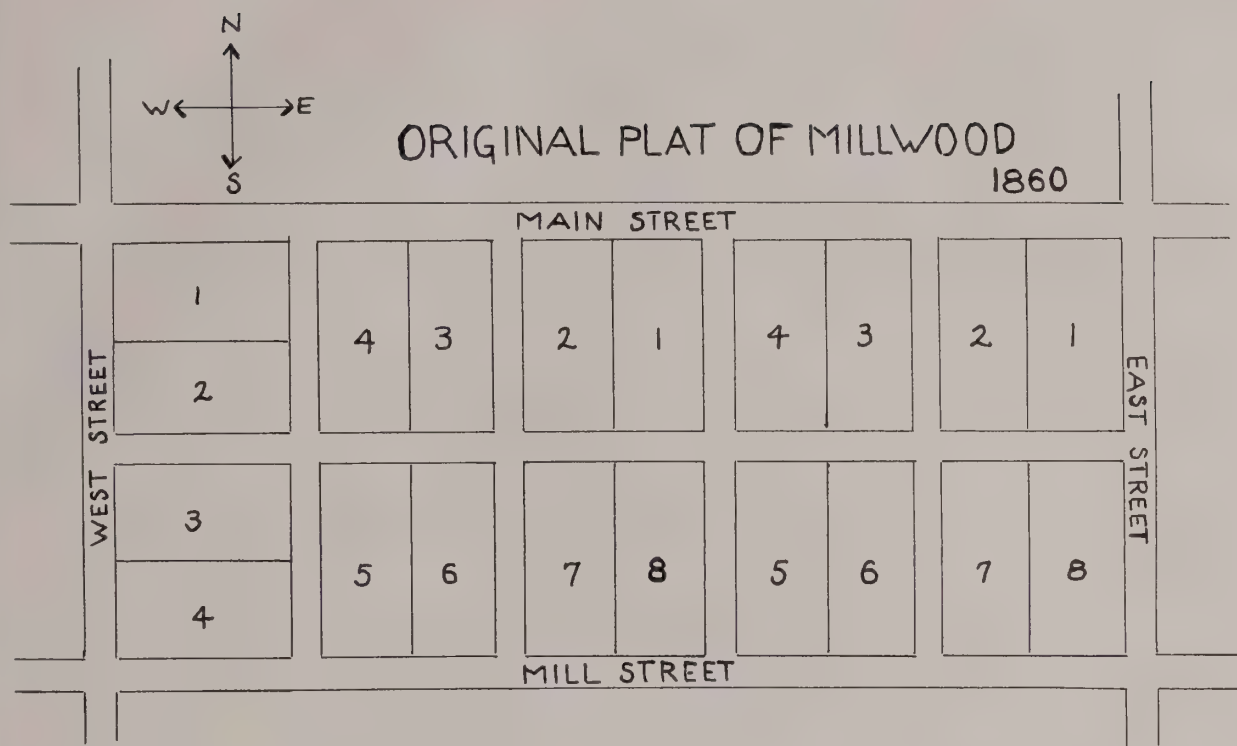 N
W E
S
ORIGINAL PLAT OF MILLWOOD
1860
MAIN STREET
1
4 3 2 1 4 3 2 1
2
WEST STREET
EAST STREET
3
5 6 7 8 5 6 7 8
4
MILL STREET